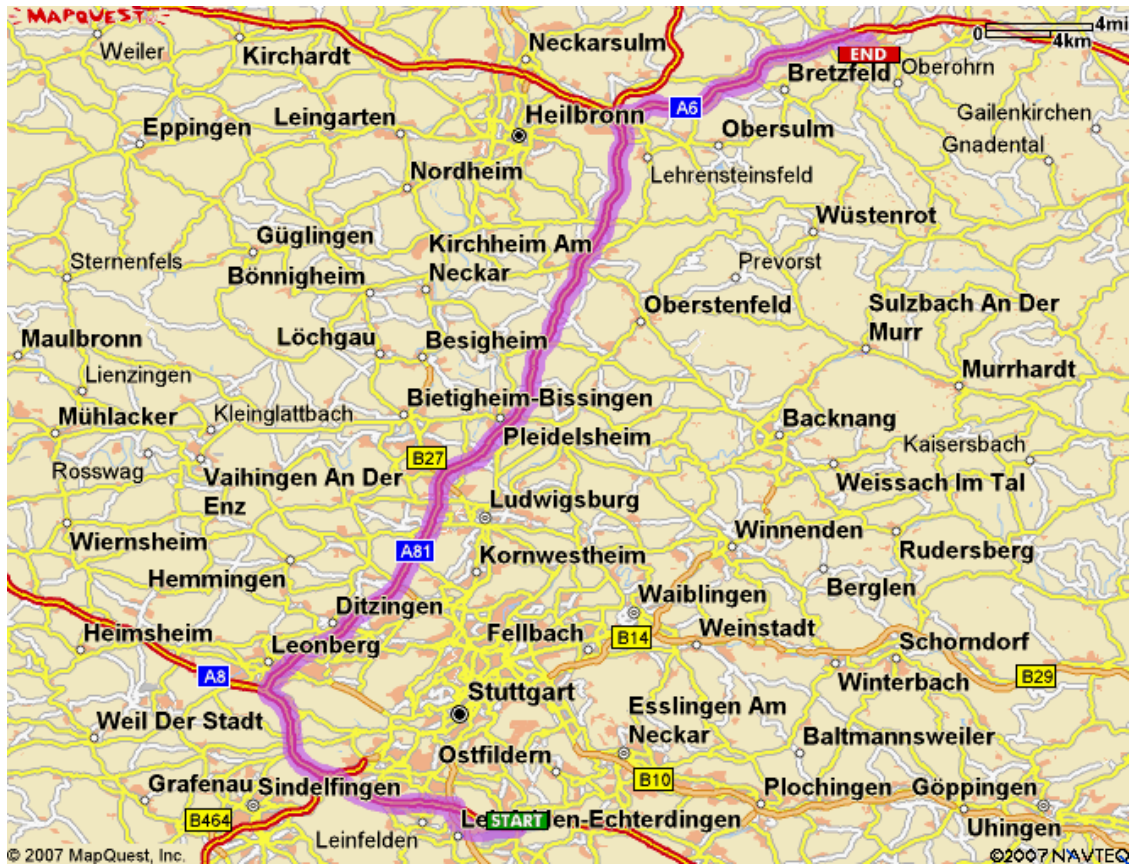 MAPQUEST
Weiler
Kirchardt
Neckarsulm
0
4mi
4km
END
Bretzfeld
Oberohrn
A6
Heilbronn
Leingarten
Eppingen
Obersulm
Gailenkirchen
Gnadental
Nordheim
Lehrensteinsfeld
Wüstenrot
Güglingen
Kirchheim Am
Neckar
Sternenfels
Bönnigheim
Prevorst
Oberstenfeld
Sulzbach An Der
Murr
Maulbronn
Löchgau
Besigheim
Lienzingen
Murrhardt
Mühlacker
Kleinglattbach
Bietigheim-Bissingen
Backnang
Pleidelsheim
Kaisersbach
Rosswag
B27
Vaihingen An Der
Enz
Weissach Im Tal
Ludwigsburg
Wiernsheim
Winnenden
Rudersberg
A81
Kornwestheim
Hemmingen
Berglen
Ditzingen
Waiblingen
Heimsheim
Leonberg
Fellbach
B14
Weinstadt
Schorndorf
A8
Winterbach
B29
Stuttgart
Weil Der Stadt
Esslingen Am
Neckar
Baltmannsweiler
Ostfildern
Grafenau
Sindelfingen
B10
Plochingen
Göppingen
B464
START
Le en-Echterdingen
Leinfelden
Uhingen
© 2007 MapQuest, Inc.
©2007 NAVTEQ